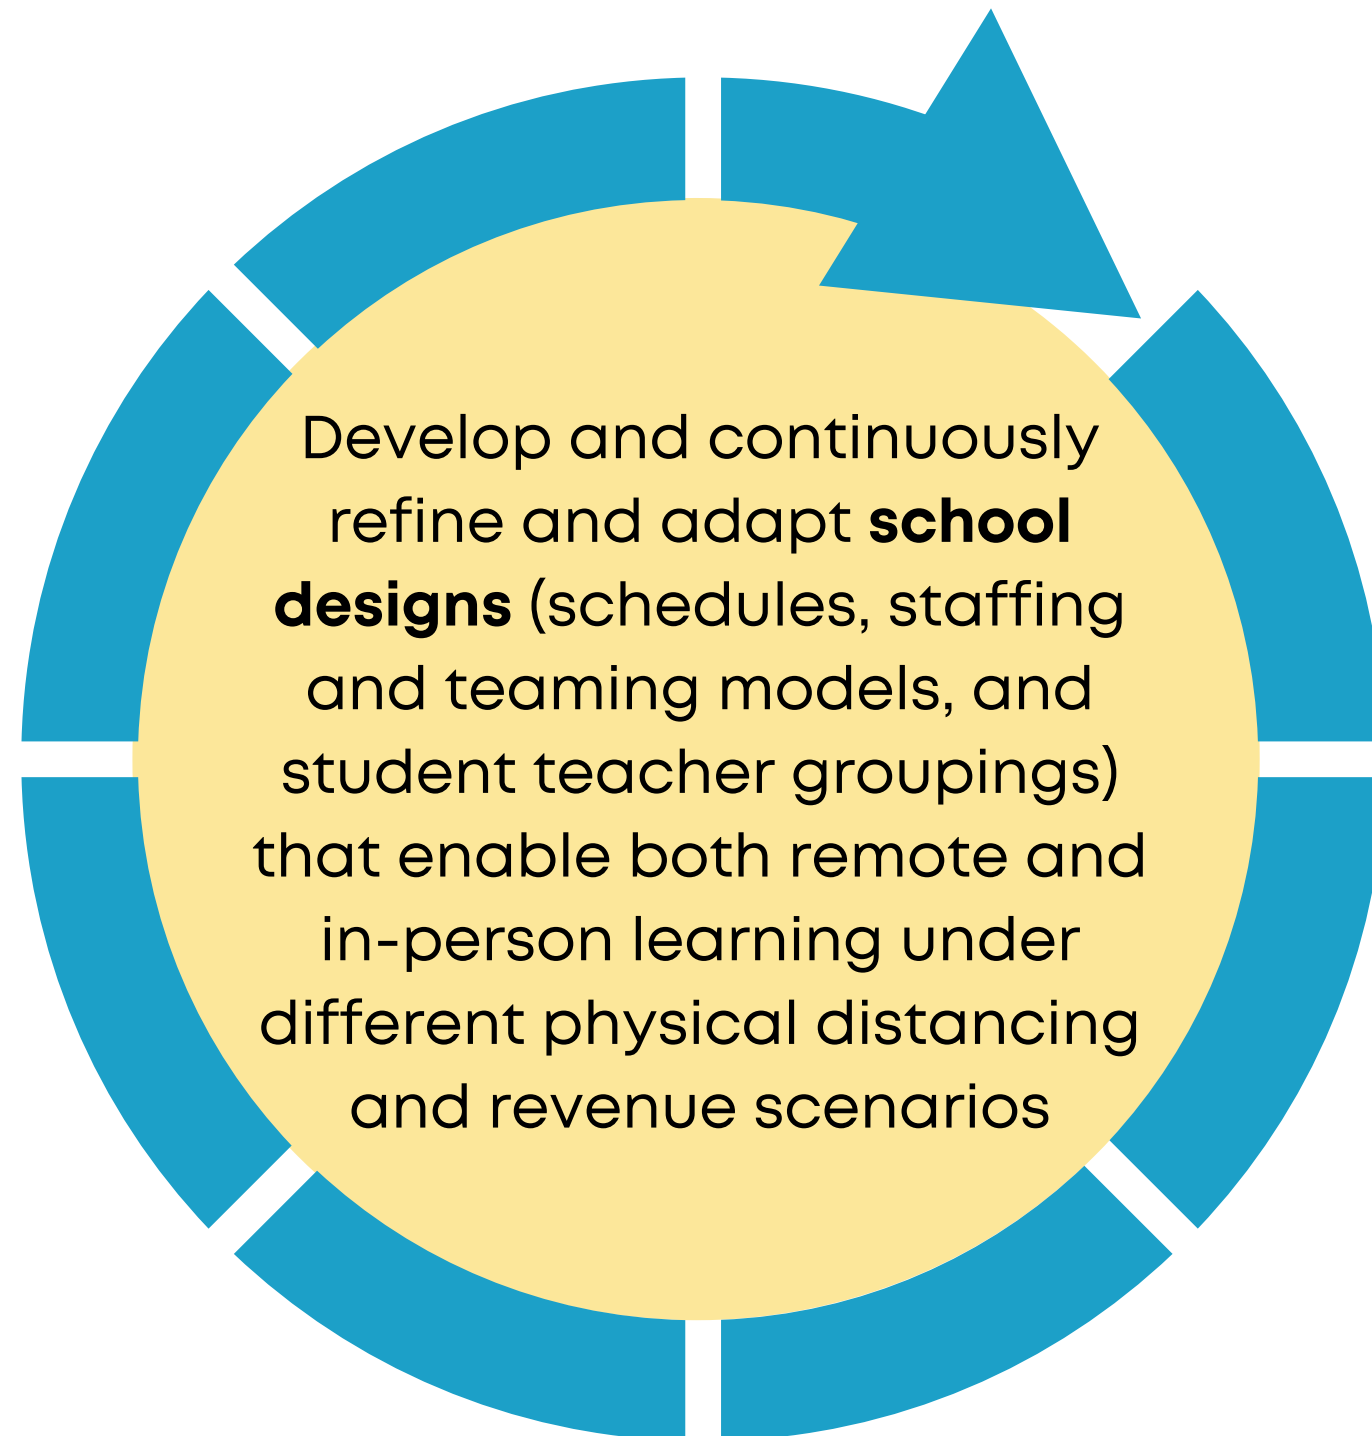 Develop and continuously
refine and adapt school
designs (schedules, staffing
and teaming models, and
student teacher groupings)
that enable both remote and
in-person learning under
different physical distancing
and revenue scenarios